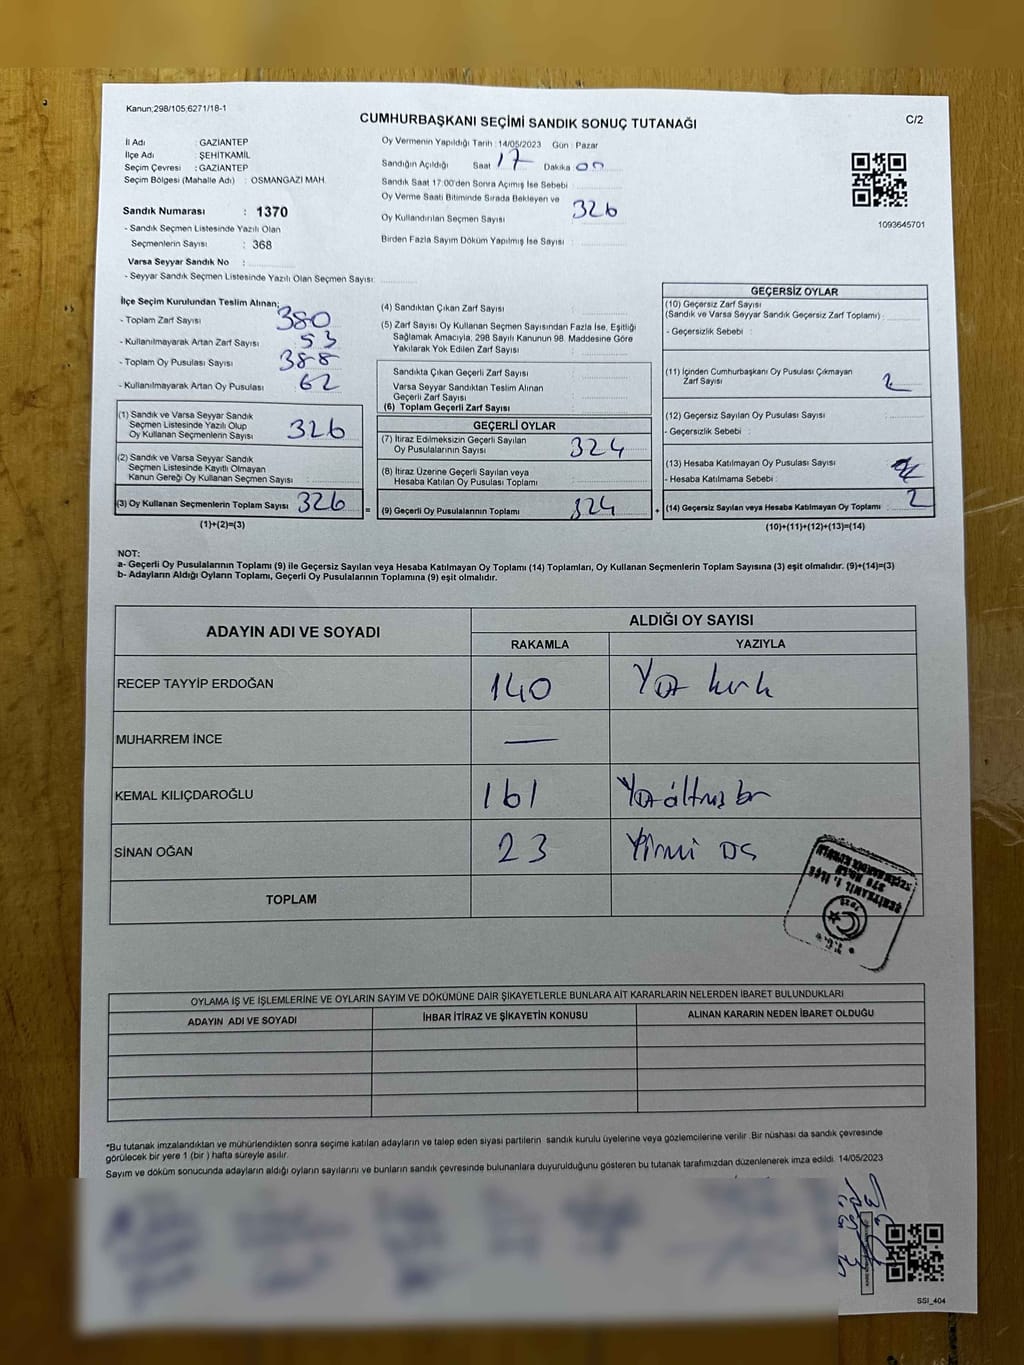 Kanun;298/105;6271/18-1
CUMHURBAŞKANI SEÇİMİ SANDIK SONUÇ TUTANAĞI
C/2
İl Adı : GAZİANTEP
İlçe Adı : ŞEHİTKAMİL
Seçim Çevresi : GAZİANTEP
Seçim Bölgesi (Mahalle Adı) : OSMANGAZI MAH.
Sandık Numarası : 1370
- Sandık Seçmen Listesinde Yazılı Olan
Seçmenlerin Sayısı : 368
Varsa Seyyar Sandık No :
- Seyyar Sandık Seçmen Listesinde Yazılı Olan Seçmen Sayısı:
Oy Vermenin Yapıldığı Tarih : 14/05/2023 Gün : Pazar
Sandığın Açıldığı Saat 17 Dakika 00
Sandık Saat 17:00'den Sonra Açımış İse Sebebi :
Oy Verme Saati Bitiminde Sırada Bekleyen ve
Oy Kullandırılan Seçmen Sayısı : 326
Birden Fazla Sayım Döküm Yapılmış İse Sayısı :
1093645701
İlçe Seçim Kurulundan Teslim Alınan;
- Toplam Zarf Sayısı : 380
- Kullanılmayarak Artan Zarf Sayısı : 53
- Toplam Oy Pusulası Sayısı : 388
- Kullanılmayarak Artan Oy Pusulası : 62
(1) Sandık ve Varsa Seyyar Sandık
Seçmen Listesinde Yazılı Olup
Oy Kullanan Seçmenlerin Sayısı : 326
(2) Sandık ve Varsa Seyyar Sandık
Seçmen Listesinde Kayıtlı Olmayan
Kanun Gereği Oy Kullanan Seçmen Sayısı :
(3) Oy Kullanan Seçmenlerin Toplam Sayısı : 326
(1)+(2)=(3)
=
(4) Sandıktan Çıkan Zarf Sayısı :
(5) Zarf Sayısı Oy Kullanan Seçmen Sayısından Fazla İse, Eşitliği
Sağlamak Amacıyla, 298 Sayılı Kanunun 98. Maddesine Göre
Yakılarak Yok Edilen Zarf Sayısı :
Sandıkta Çıkan Geçerli Zarf Sayısı :
Varsa Seyyar Sandıktan Teslim Alınan
Geçerli Zarf Sayısı :
(6) Toplam Geçerli Zarf Sayısı :
GEÇERLİ OYLAR
(7) İtiraz Edilmeksizin Geçerli Sayılan
Oy Pusulalarının Sayısı : 324
(8) İtiraz Üzerine Geçerli Sayılan veya
Hesaba Katılan Oy Pusulası Toplamı :
(9) Geçerli Oy Pusulalarının Toplamı : 324
+
GEÇERSİZ OYLAR
(10) Geçersiz Zarf Sayısı
(Sandık ve Varsa Seyyar Sandık Geçersiz Zarf Toplamı) :
- Geçersizlik Sebebi :
(11) İçinden Cumhurbaşkanı Oy Pusulası Çıkmayan
Zarf Sayısı : 2
(12) Geçersiz Sayılan Oy Pusulası Sayısı :
- Geçersizlik Sebebi :
(13) Hesaba Katılmayan Oy Pusulası Sayısı :
- Hesaba Katılmama Sebebi :
(14) Geçersiz Sayılan veya Hesaba Katılmayan Oy Toplamı : 2
(10)+(11)+(12)+(13)=(14)
NOT:
a- Geçerli Oy Pusulalarının Toplamı (9) ile Geçersiz Sayılan veya Hesaba Katılmayan Oy Toplamı (14) Toplamları, Oy Kullanan Seçmenlerin Toplam Sayısına (3) eşit olmalıdır. (9)+(14)=(3)
b- Adayların Aldığı Oyların Toplamı, Geçerli Oy Pusulalarının Toplamına (9) eşit olmalıdır.
ADAYIN ADI VE SOYADI
ALDIĞI OY SAYISI
RAKAMLA YAZIYLA
RECEP TAYYİP ERDOĞAN 140 Yüz kırk
MUHARREM İNCE —
KEMAL KILIÇDAROĞLU 161 Yüz altmış bir
SİNAN OĞAN 23 Yirmi üç
TOPLAM
OYLAMA İŞ VE İŞLEMLERİNE VE OYLARIN SAYIM VE DÖKÜMÜNE DAİR ŞİKAYETLERLE BUNLARA AİT KARARLARIN NELERDEN İBARET BULUNDUKLARI
ADAYIN ADI VE SOYADI İHBAR İTİRAZ VE ŞİKAYETİN KONUSU ALINAN KARARIN NEDEN İBARET OLDUĞU
*Bu tutanak imzalandıktan ve mühürlendikten sonra seçime katılan adayların ve talep eden siyasi partilerin sandık kurulu üyelerine veya gözlemcilerine verilir. Bir nüshası da sandık çevresinde
görülecek bir yere 1 (bir ) hafta süreyle asılır.
Sayım ve döküm sonucunda adayların aldığı oyların sayılarını ve bunların sandık çevresinde bulunanlara duyurulduğunu gösteren bu tutanak tarafımızdan düzenlenerek imza edildi. 14/05/2023
SSI_404